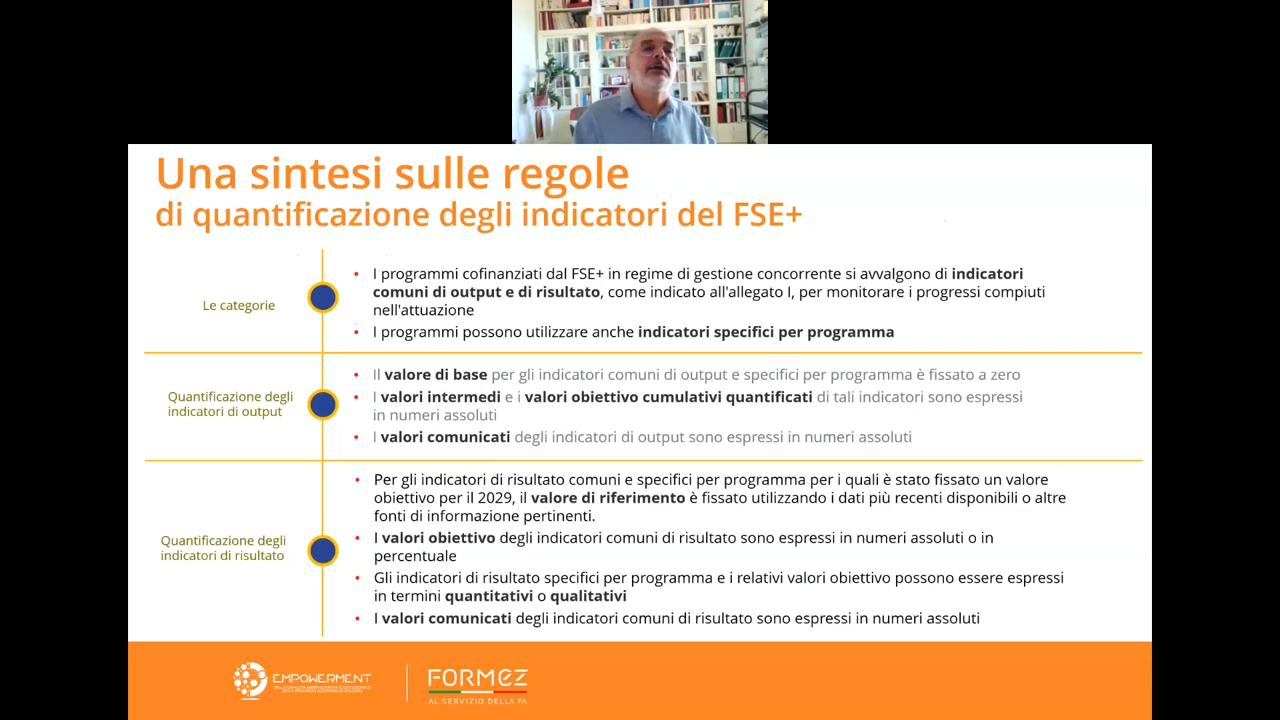 Una sintesi sulle regole
di quantificazione degli indicatori del FSE+
Le categorie
• I programmi cofinanziati dal FSE+ in regime di gestione concorrente si avvalgono di indicatori
comuni di output e di risultato, come indicato all'allegato I, per monitorare i progressi compiuti
nell'attuazione
• I programmi possono utilizzare anche indicatori specifici per programma
Quantificazione degli
indicatori di output
• Il valore di base per gli indicatori comuni di output e specifici per programma è fissato a zero
• I valori intermedi e i valori obiettivo cumulativi quantificati di tali indicatori sono espressi
in numeri assoluti
• I valori comunicati degli indicatori di output sono espressi in numeri assoluti
Quantificazione degli
indicatori di risultato
• Per gli indicatori di risultato comuni e specifici per programma per i quali è stato fissato un valore
obiettivo per il 2029, il valore di riferimento è fissato utilizzando i dati più recenti disponibili o altre
fonti di informazione pertinenti.
• I valori obiettivo degli indicatori comuni di risultato sono espressi in numeri assoluti o in
percentuale
• Gli indicatori di risultato specifici per programma e i relativi valori obiettivo possono essere espressi
in termini quantitativi o qualitativi
• I valori comunicati degli indicatori comuni di risultato sono espressi in numeri assoluti
EMPOWERMENT
FORMEZ
AL SERVIZIO DELLA PA